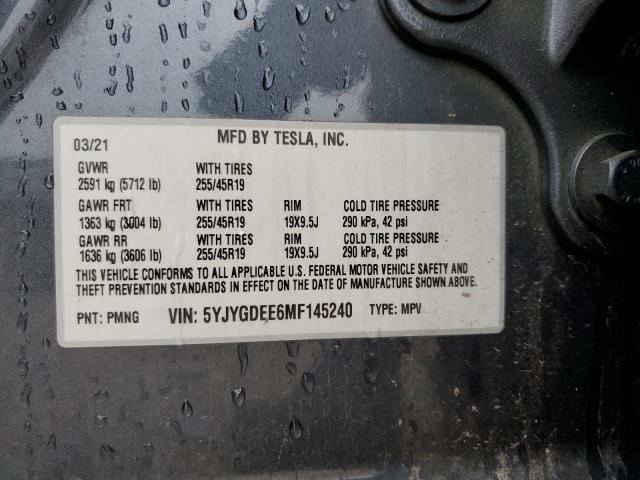 03/21 MFD BY TESLA, INC.
GVWR WITH TIRES
2591 kg (5712 lb) 255/45R19
GAWR FRT WITH TIRES RIM COLD TIRE PRESSURE
1363 kg (3004 lb) 255/45R19 19X9.5J 290 kPa, 42 psi
GAWR RR WITH TIRES RIM COLD TIRE PRESSURE
1636 kg (3606 lb) 255/45R19 19X9.5J 290 kPa, 42 psi
THIS VEHICLE CONFORMS TO ALL APPLICABLE U.S. FEDERAL MOTOR VEHICLE SAFETY AND
THEFT PREVENTION STANDARDS IN EFFECT ON THE DATE OF MANUFACTURE SHOWN ABOVE.
PNT: PMNG VIN: 5YJYGDEE6MF145240 TYPE: MPV